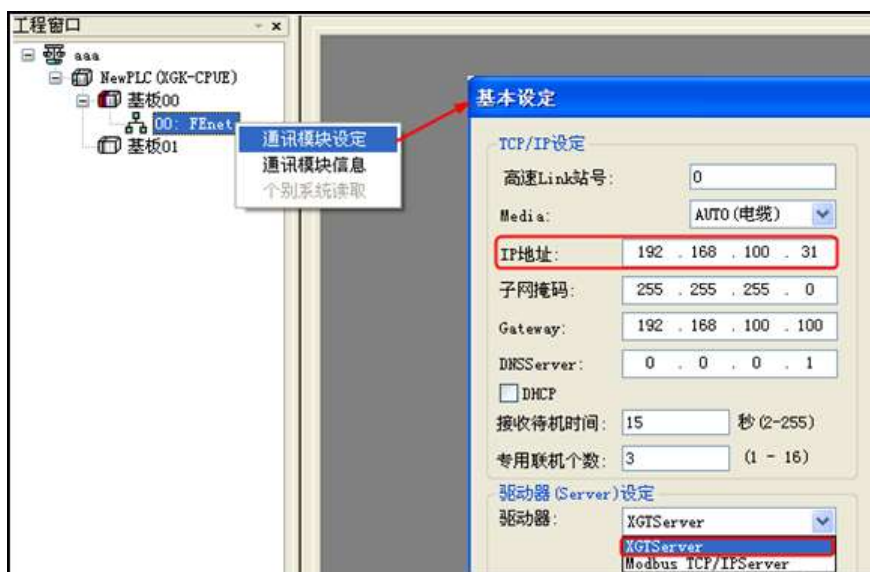 工程窗口
aaa
NewPLC(XGK-CPUE)
基板00
00: FEnet
基板01
通讯模块设定
通讯模块信息
个别系统读取
基本设定
TCP/IP设定
高速Link站号: 0
Media: AUTO(电缆)
IP地址: 192 . 168 . 100 . 31
子网掩码: 255 . 255 . 255 . 0
Gateway: 192 . 168 . 100 . 100
DNSServer: 0 . 0 . 0 . 1
DHCP
接收待机时间: 15 秒(2-255)
专用联机个数: 3 (1 - 16)
驱动器(Server)设定
驱动器: XGTServer
XGTServer
Modbus TCP/IPServer